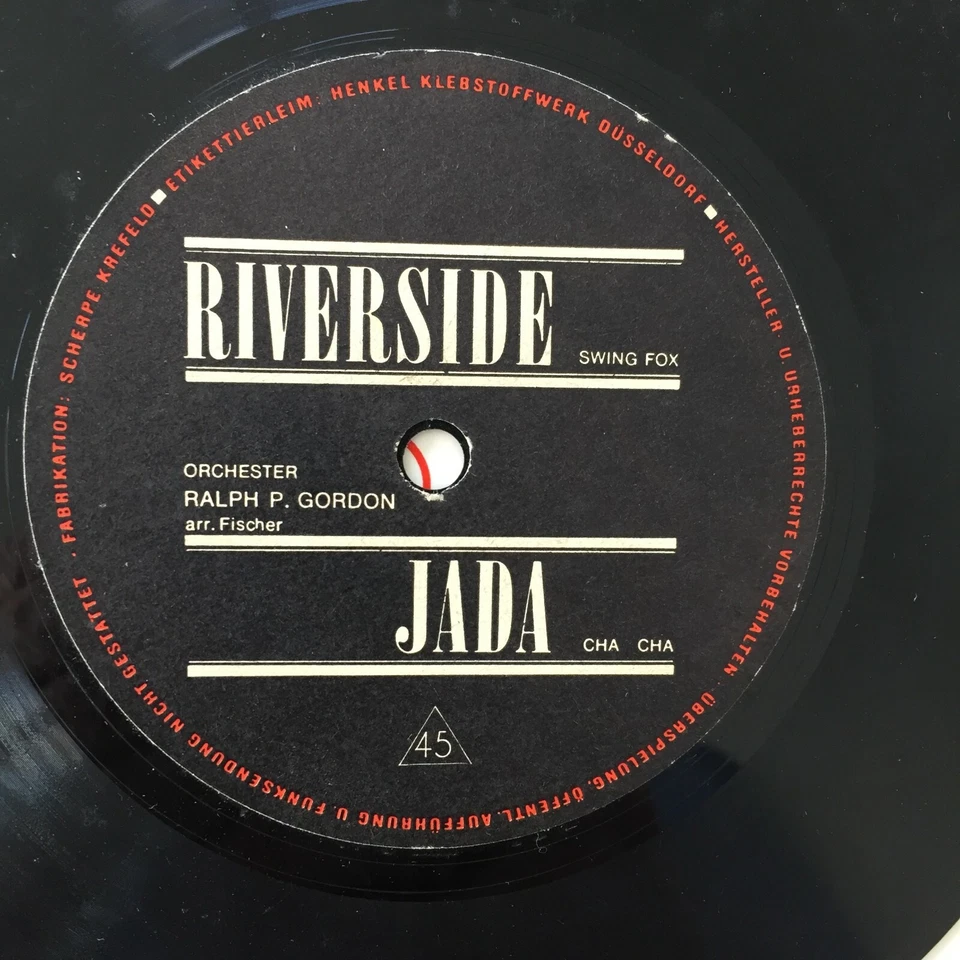 RIVERSIDE SWING FOX
ORCHESTER
RALPH P. GORDON
arr. Fischer
JADA CHA CHA
45
ETIKETTIERLEIM: HENKEL KLEBSTOFFWERK DÜSSELDORF ■ HERSTELLER. U. URHEBERRECHTE VORBEHALTEN. ÜBERSPIELUNG, ÖFFENTL. AUFFÜHRUNG U FUNKSENDUNG NICHT GESTATTET. FABRIKATION: SCHERPE KREFELD ■